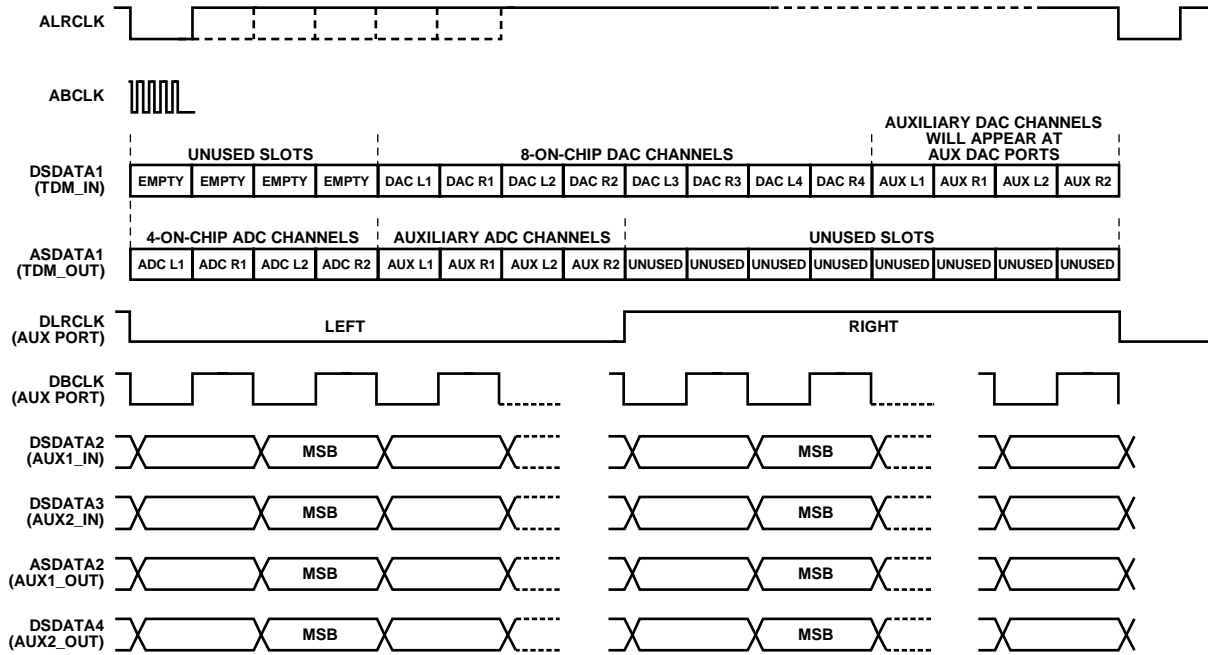 ALRCLK
ABCLK
AUXILIARY DAC CHANNELS
WILL APPEAR AT
AUX DAC PORTS
UNUSED SLOTS
8-ON-CHIP DAC CHANNELS
DSDATA1
(TDM_IN)
EMPTY EMPTY EMPTY EMPTY DAC L1 DAC R1 DAC L2 DAC R2 DAC L3 DAC R3 DAC L4 DAC R4 AUX L1 AUX R1 AUX L2 AUX R2
4-ON-CHIP ADC CHANNELS
AUXILIARY ADC CHANNELS
UNUSED SLOTS
ASDATA1
(TDM_OUT)
ADC L1 ADC R1 ADC L2 ADC R2 AUX L1 AUX R1 AUX L2 AUX R2 UNUSED UNUSED UNUSED UNUSED UNUSED UNUSED UNUSED UNUSED
DLRCLK
(AUX PORT)
LEFT
RIGHT
DBCLK
(AUX PORT)
DSDATA2
(AUX1_IN)
MSB
MSB
DSDATA3
(AUX2_IN)
MSB
MSB
ASDATA2
(AUX1_OUT)
MSB
MSB
DSDATA4
(AUX2_OUT)
MSB
MSB